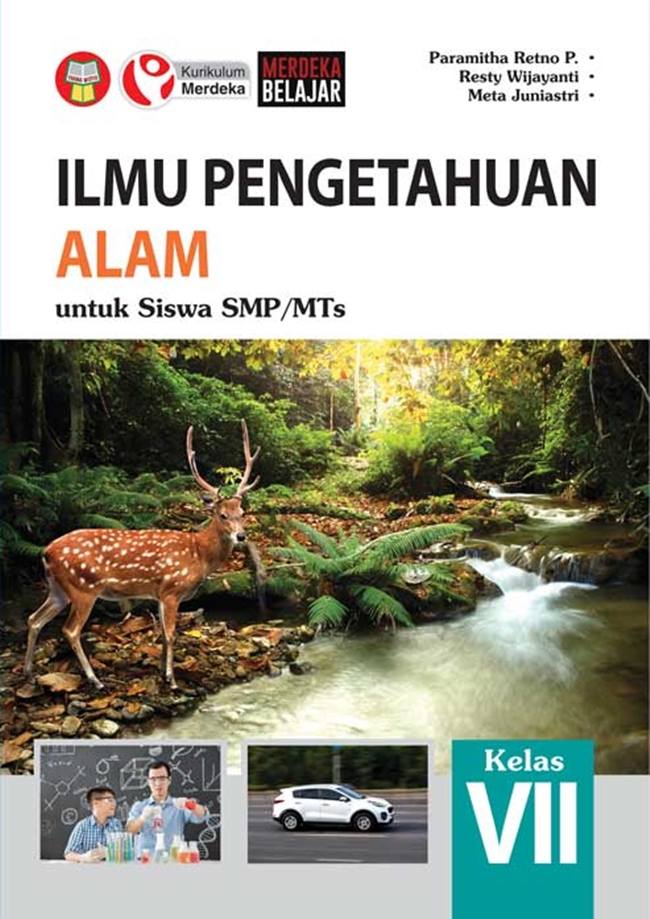 Kurikulum
Merdeka
MERDEKA
BELAJAR
Paramitha Retno P. •
Resty Wijayanti •
Meta Juniastri •
ILMU PENGETAHUAN
ALAM
untuk Siswa SMP/MTs
Kelas
VII